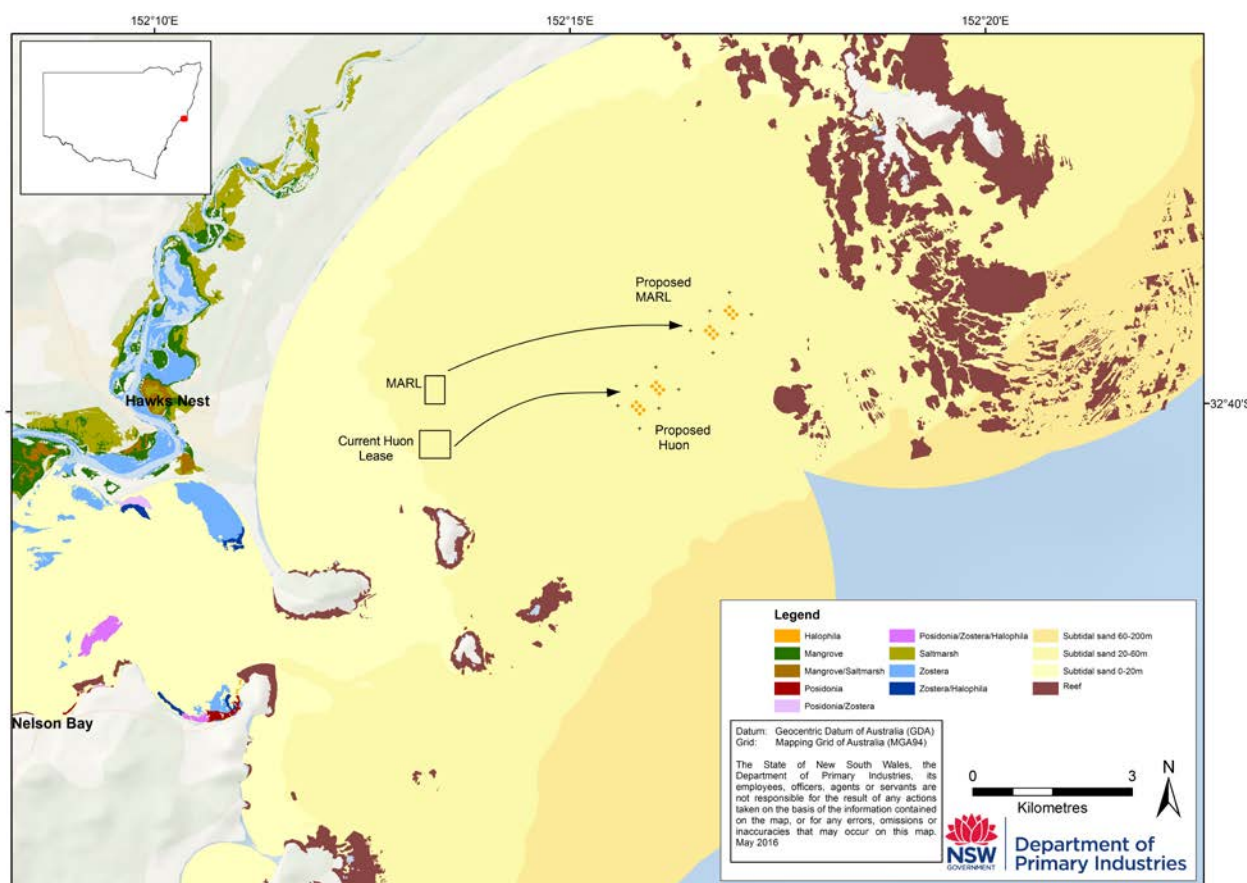 152°10'E
152°15'E
152°20'E
Proposed
MARL
MARL
Hawks Nest
32°40'S
Current Huon
Lease
Proposed
Huon
Nelson Bay
Legend
Halophila
Mangrove
Mangrove/Saltmarsh
Posidonia
Posidonia/Zostera
Posidonia/Zostera/Halophila
Saltmarsh
Zostera
Zostera/Halophila
Subtidal sand 60-200m
Subtidal sand 20-60m
Subtidal sand 0-20m
Reef
Datum: Geocentric Datum of Australia (GDA)
Grid: Mapping Grid of Australia (MGA94)
The State of New South Wales, the
Department of Primary Industries, its
employees, officers, agents or servants are
not responsible for the result of any actions
taken on the basis of the information contained
on the map, or for any errors, omissions or
inaccuracies that may occur on this map.
May 2016
0 3
Kilometres
N
NSW
GOVERNMENT
Department of
Primary Industries